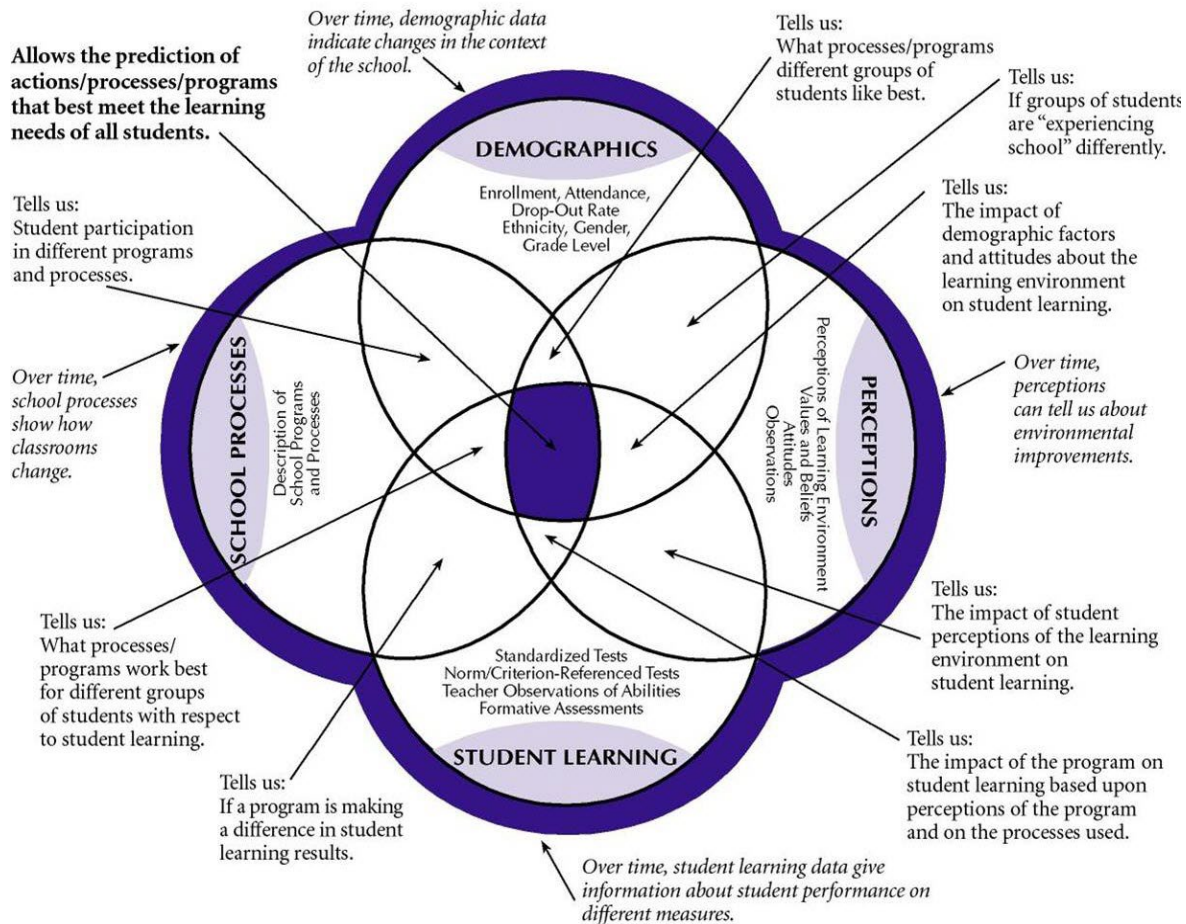 Over time, demographic data
indicate changes in the context
of the school.
Allows the prediction of
actions/processes/programs
that best meet the learning
needs of all students.
Tells us:
What processes/programs
different groups of
students like best.
Tells us:
If groups of students
are “experiencing
school” differently.
DEMOGRAPHICS
Enrollment, Attendance,
Drop-Out Rate
Ethnicity, Gender,
Grade Level
Tells us:
Student participation
in different programs
and processes.
Tells us:
The impact of
demographic factors
and attitudes about the
learning environment
on student learning.
Over time,
school processes
show how
classrooms
change.
SCHOOL PROCESSES
Description of
School Programs
and Processes
Perceptions of Learning Environment
Values and Beliefs
Attitudes
Observations
PERCEPTIONS
Over time,
perceptions
can tell us about
environmental
improvements.
Tells us:
What processes/
programs work best
for different groups
of students with respect
to student learning.
Tells us:
The impact of student
perceptions of the learning
environment on
student learning.
Standardized Tests
Norm/Criterion-Referenced Tests
Teacher Observations of Abilities
Formative Assessments
STUDENT LEARNING
Tells us:
If a program is making
a difference in student
learning results.
Tells us:
The impact of the program on
student learning based upon
perceptions of the program
and on the processes used.
Over time, student learning data give
information about student performance on
different measures.